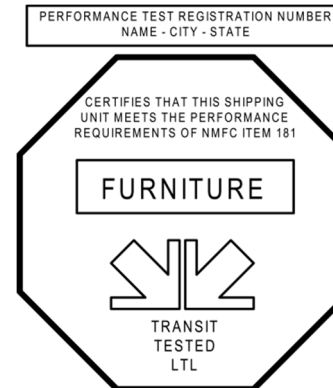 PERFORMANCE TEST REGISTRATION NUMBER
NAME - CITY - STATE
CERTIFIES THAT THIS SHIPPING
UNIT MEETS THE PERFORMANCE
REQUIREMENTS OF NMFC ITEM 181
FURNITURE
TRANSIT
TESTED
LTL